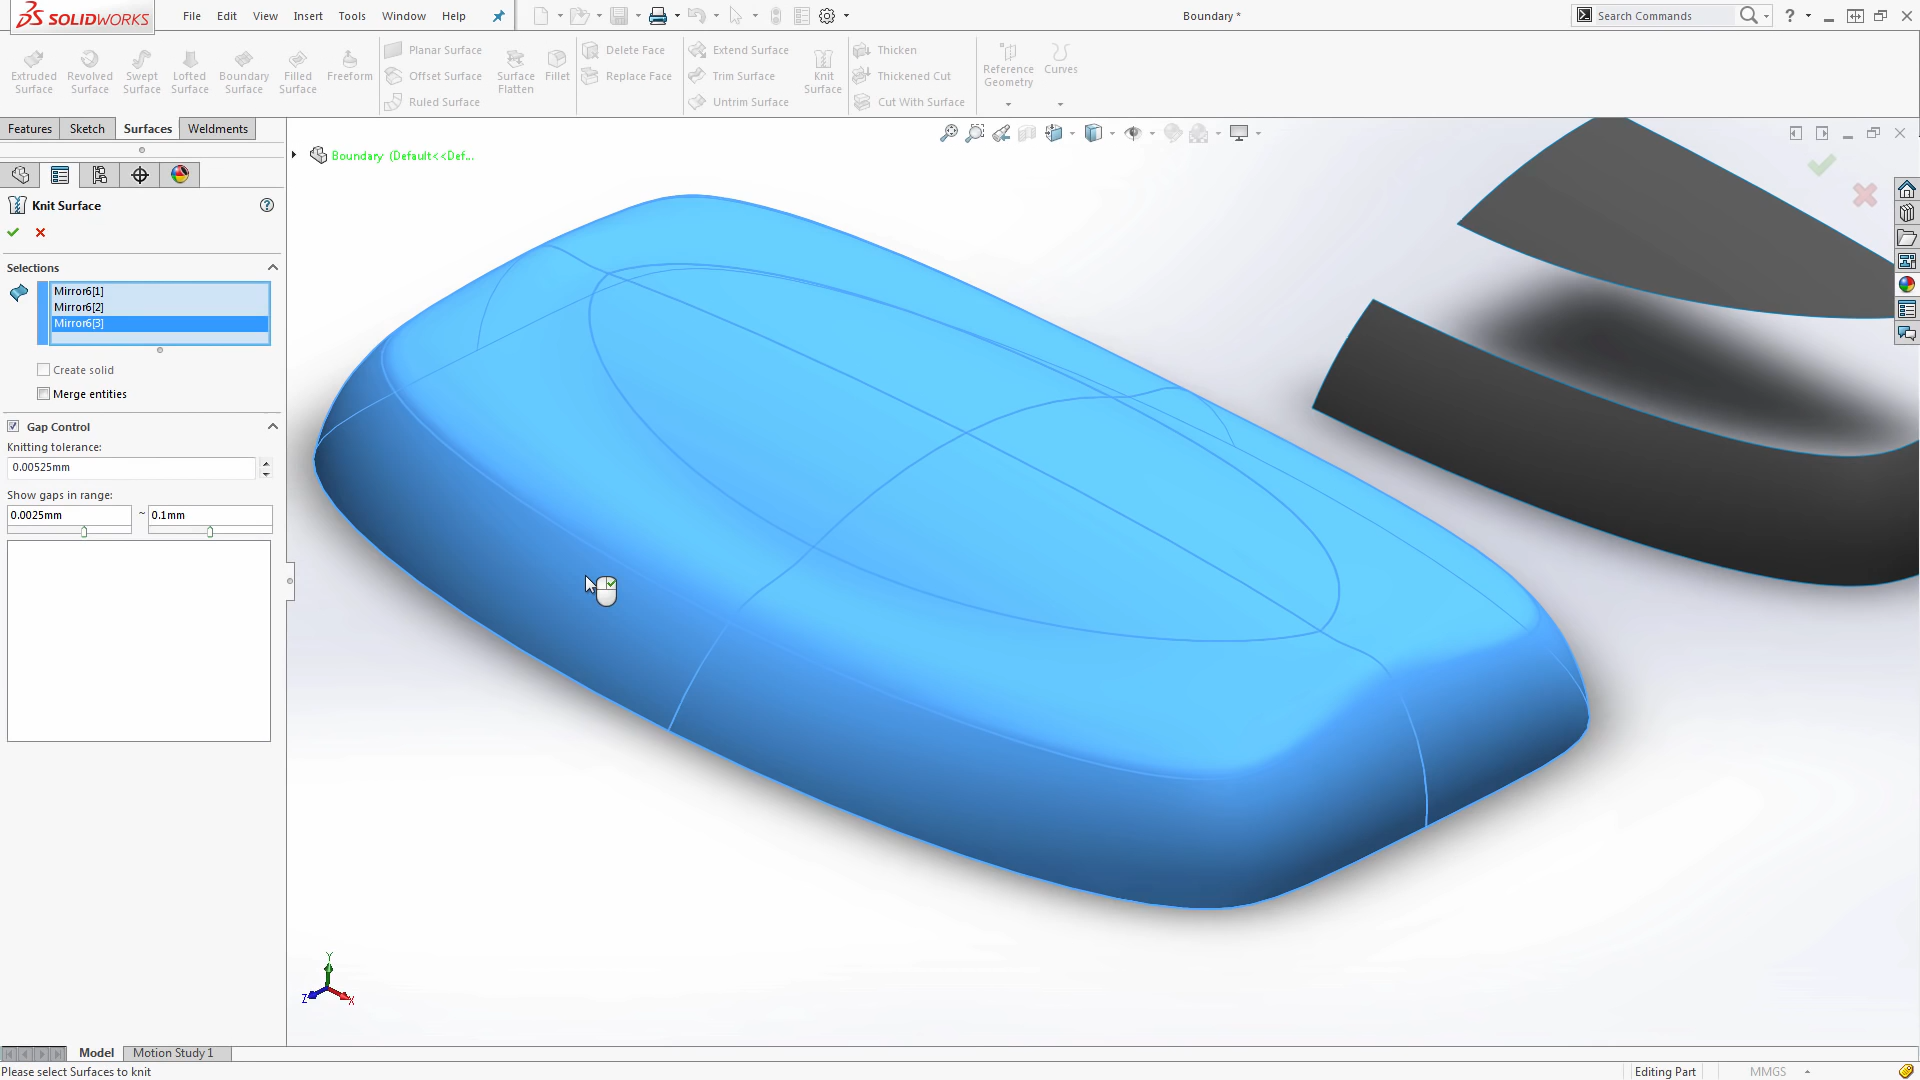 SOLIDWORKS
File Edit View Insert Tools Window Help
Boundary *
Search Commands
Extruded Surface
Revolved Surface
Swept Surface
Lofted Surface
Boundary Surface
Filled Surface
Freeform
Planar Surface
Offset Surface
Ruled Surface
Surface Flatten
Fillet
Delete Face
Replace Face
Extend Surface
Trim Surface
Untrim Surface
Knit Surface
Thicken
Thickened Cut
Cut With Surface
Reference Geometry
Curves
Features Sketch Surfaces Weldments
Boundary (Default<<Def...
Knit Surface
Selections
Mirror6[1]
Mirror6[2]
Mirror6[3]
Create solid
Merge entities
Gap Control
Knitting tolerance:
0.00525mm
Show gaps in range:
0.0025mm ~ 0.1mm
Y
Z X
Model Motion Study 1
Please select Surfaces to knit
Editing Part MMGS